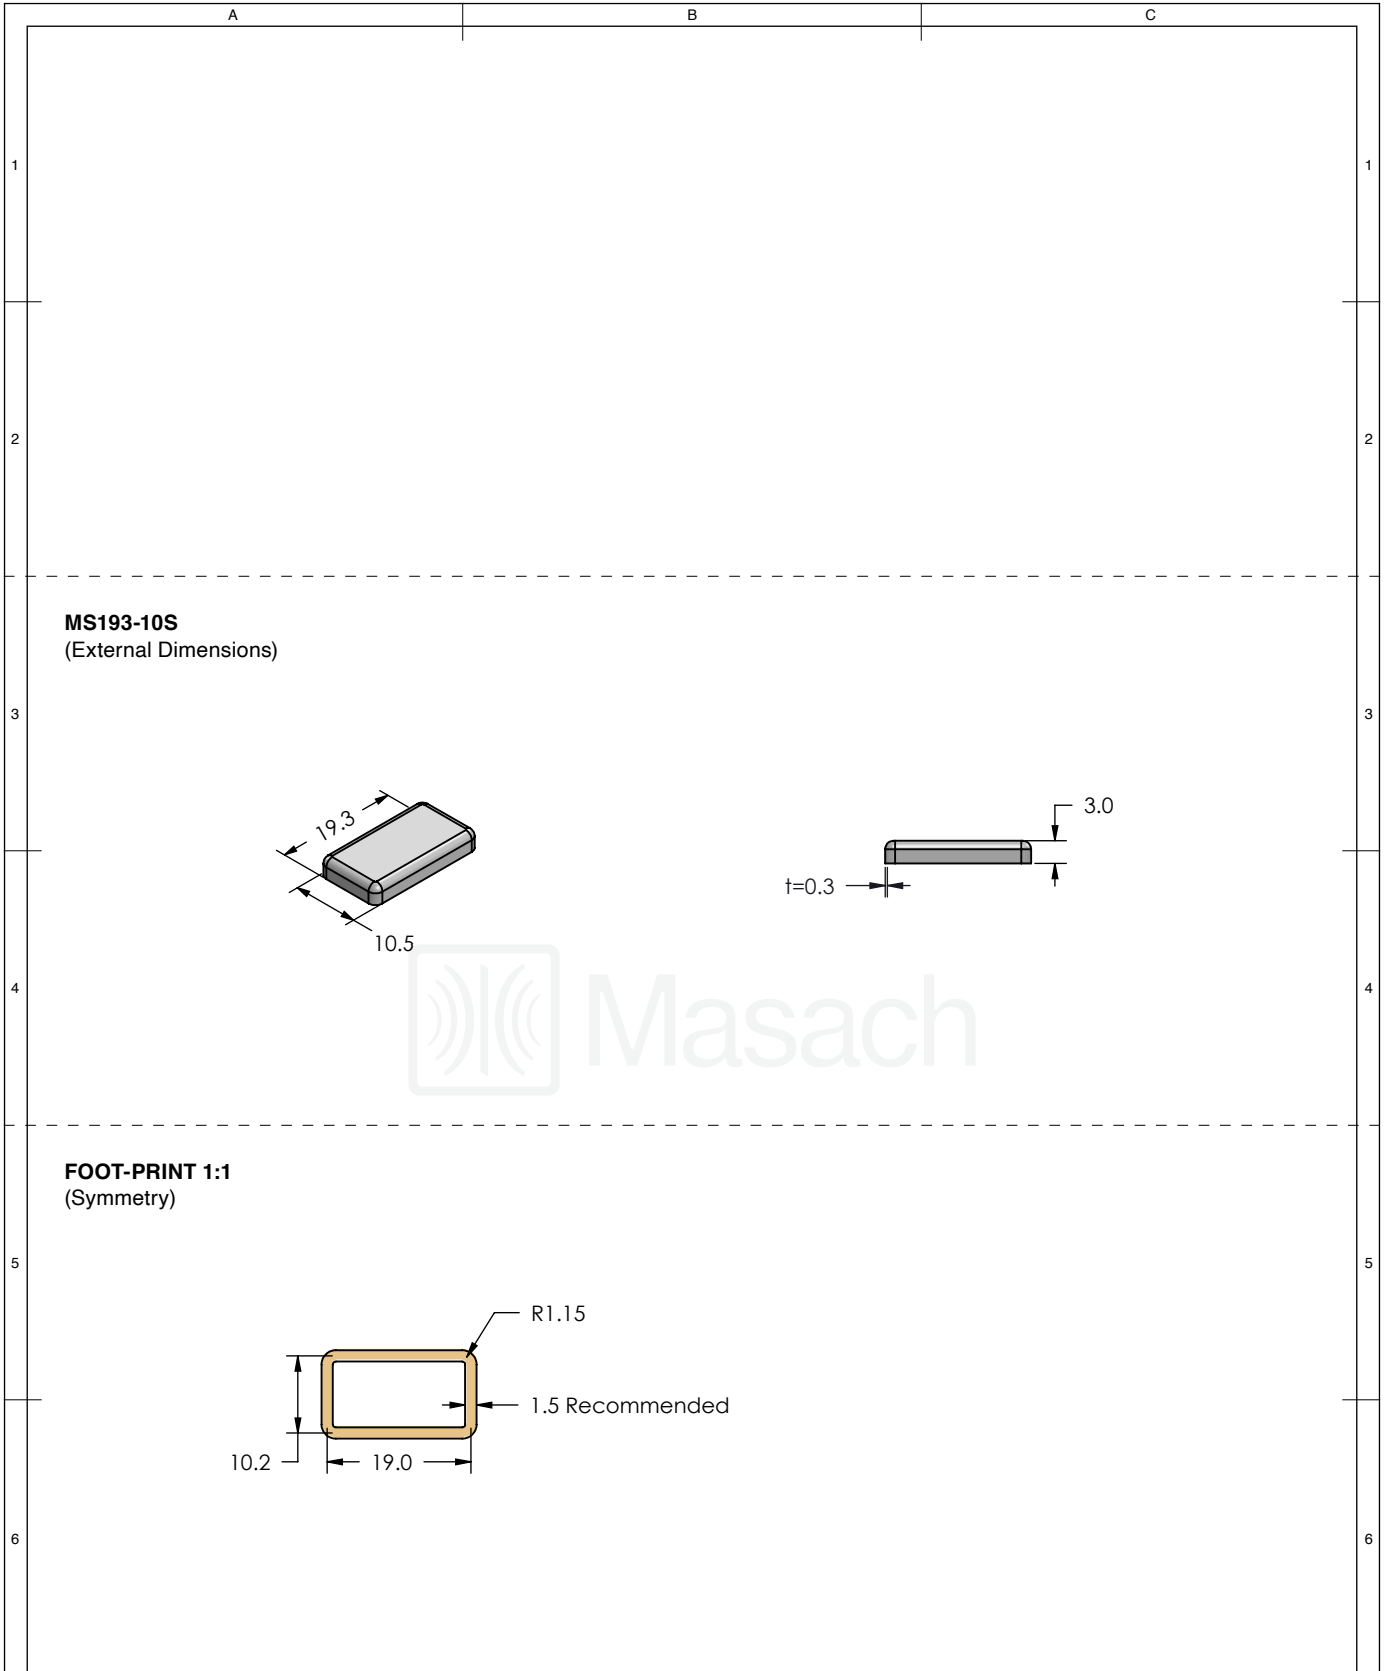 A B C
1 1
2 2
MS193-10S
(External Dimensions)
3 3
19.3
10.5
3.0
t=0.3
4 4
Masach
FOOT-PRINT 1:1
(Symmetry)
5 5
R1.15
1.5 Recommended
10.2
19.0
6 6